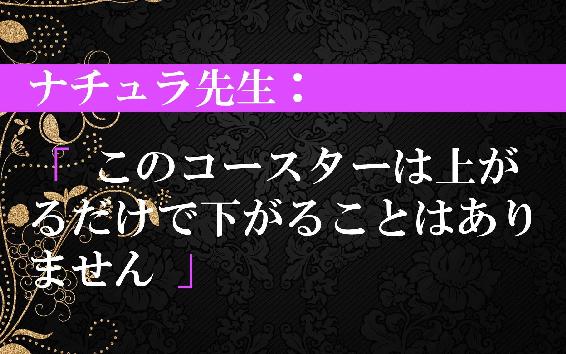 ナチュラ先生：
「 このコースターは上が
るだけで下がることはあり
ません 」